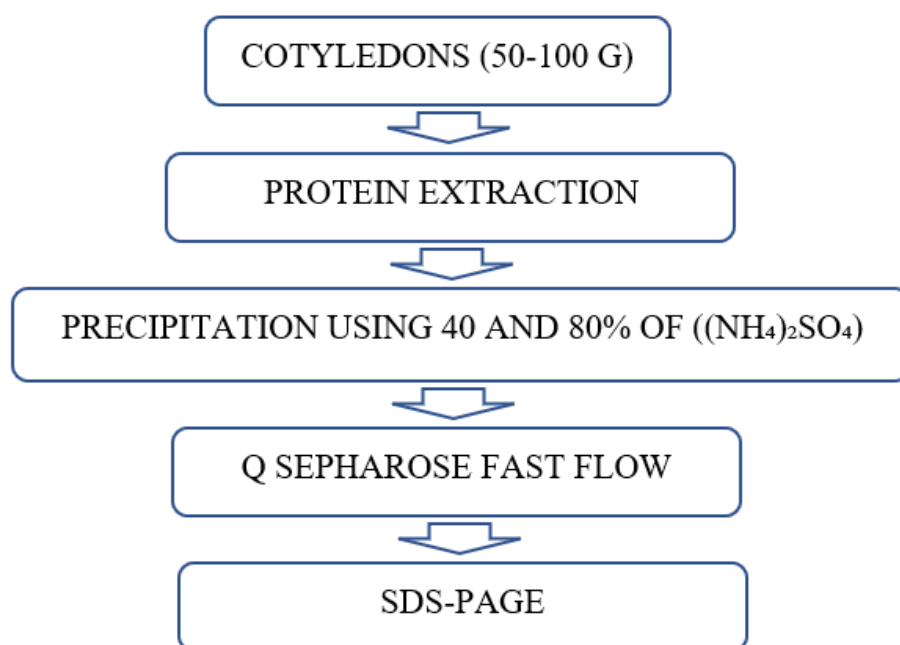 COTYLEDONS (50-100 G)
PROTEIN EXTRACTION
PRECIPITATION USING 40 AND 80% OF ((NH₄)₂SO₄)
Q SEPHAROSE FAST FLOW
SDS-PAGE